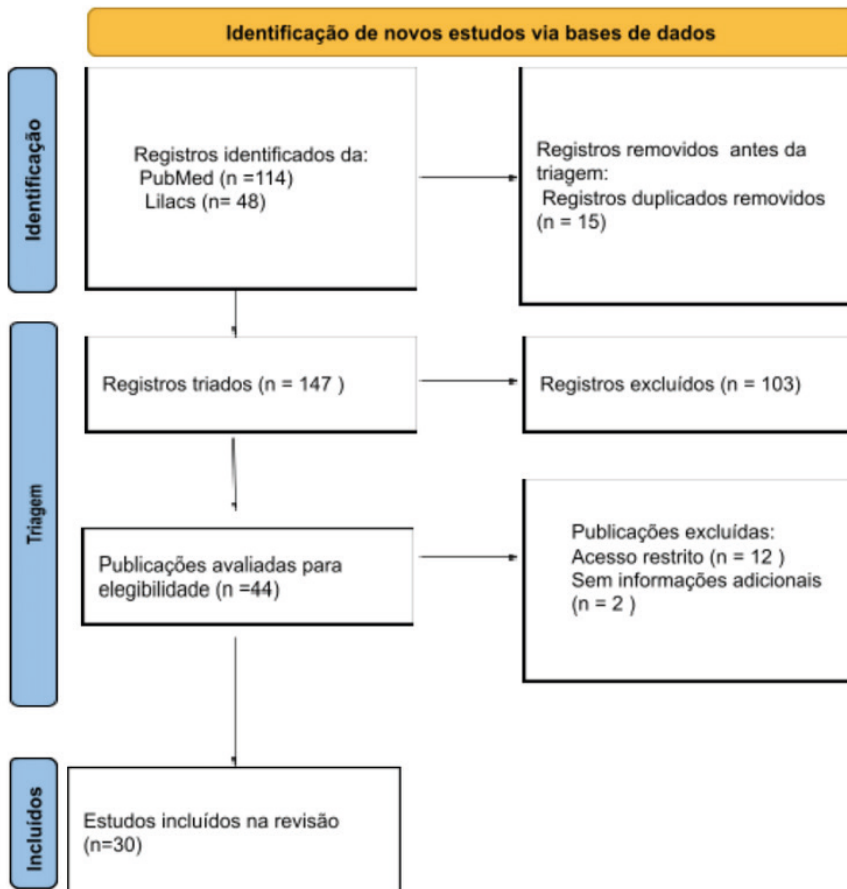 Identificação de novos estudos via bases de dados
Identificação
Registros identificados da:
PubMed (n =114)
Lilacs (n= 48)
Registros removidos antes da
triagem:
Registros duplicados removidos
(n = 15)
Triagem
Registros triados (n = 147 )
Registros excluídos (n = 103)
Publicações avaliadas para
elegibilidade (n =44)
Publicações excluídas:
Acesso restrito (n = 12 )
Sem informações adicionais
(n = 2 )
Incluídos
Estudos incluídos na revisão
(n=30)